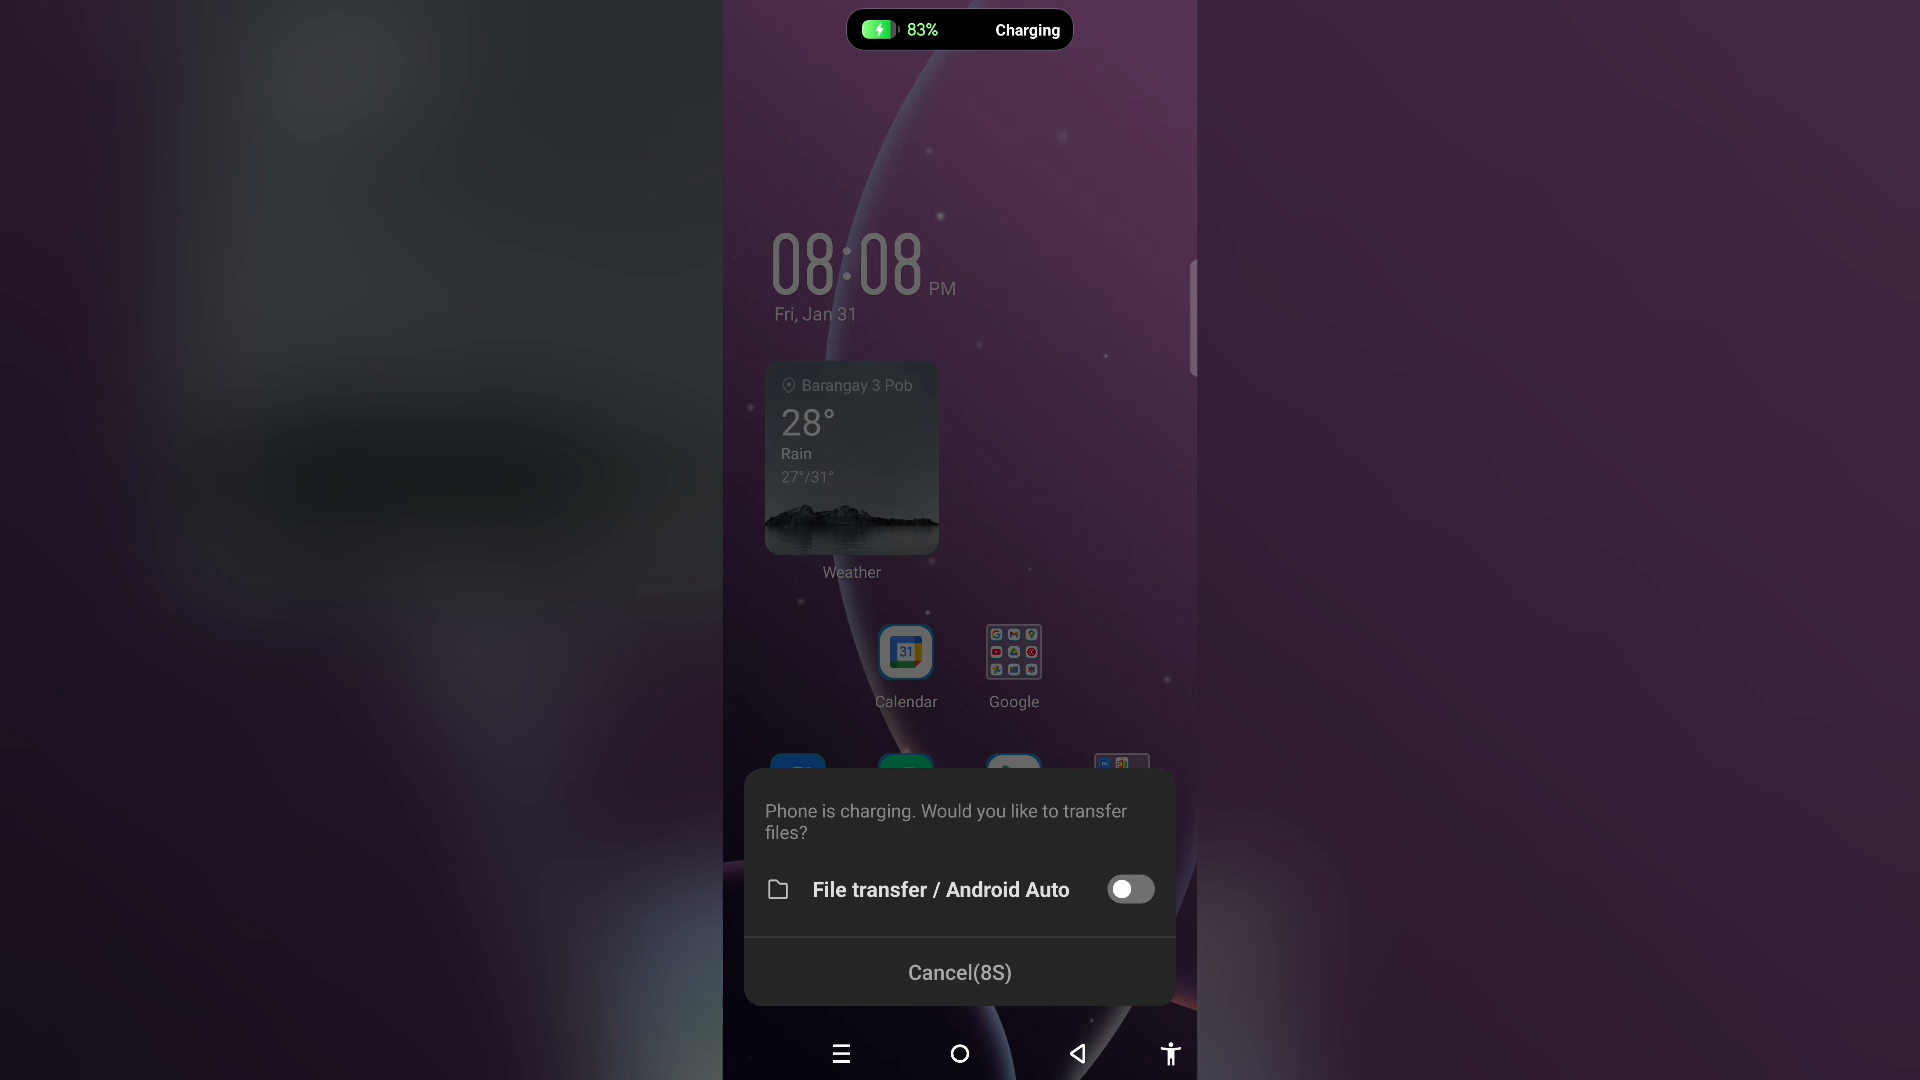 83% Charging
08:08 PM
Fri, Jan 31
Barangay 3 Pob
28°
Rain
27°/31°
Weather
31
Calendar
Google
Phone is charging. Would you like to transfer
files?
File transfer / Android Auto
Cancel(8S)